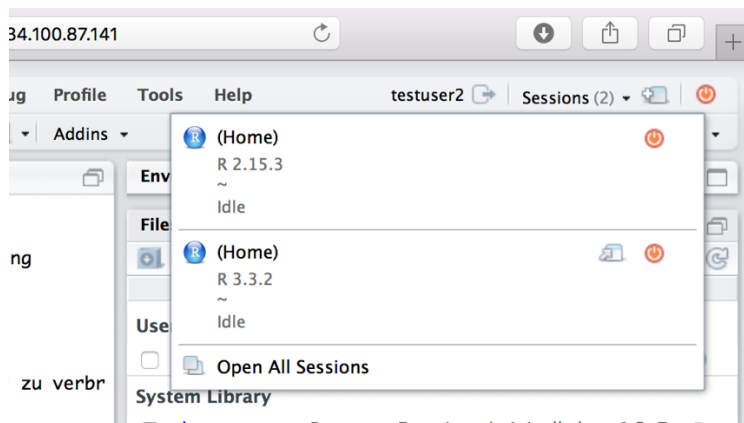 34.100.87.141
ug Profile Tools Help testuser2 Sessions (2)
Addins
(Home)
R 2.15.3
~
Idle
Env
File
(Home)
R 3.3.2
~
Idle
ng
Use
Open All Sessions
zu verbr
System Library